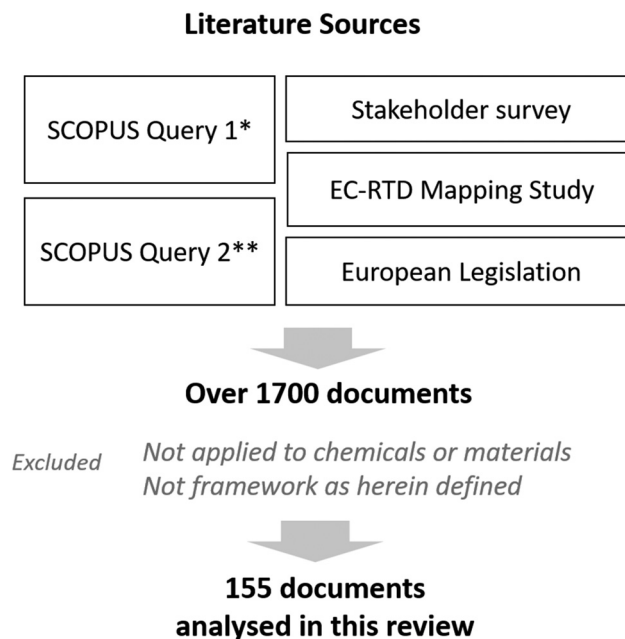 Literature Sources
SCOPUS Query 1*
SCOPUS Query 2**
Stakeholder survey
EC-RTD Mapping Study
European Legislation
Over 1700 documents
Excluded
Not applied to chemicals or materials
Not framework as herein defined
155 documents
analysed in this review